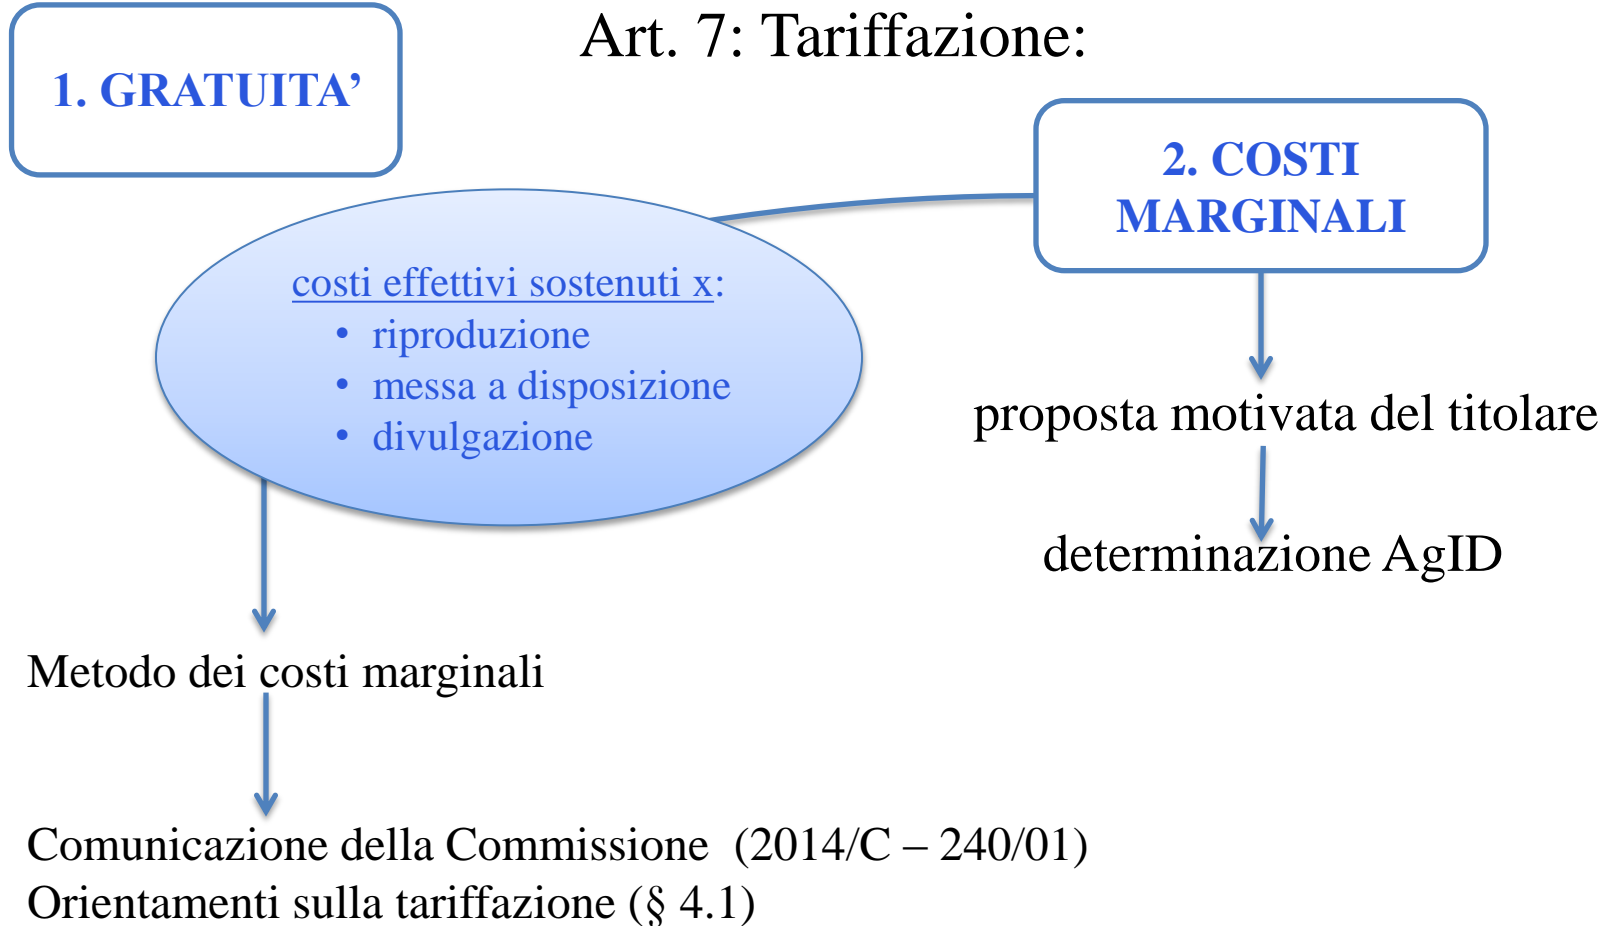 Art. 7: Tariffazione:
1. GRATUITA’
2. COSTI
MARGINALI
costi effettivi sostenuti x:
• riproduzione
• messa a disposizione
• divulgazione
proposta motivata del titolare
determinazione AgID
Metodo dei costi marginali
Comunicazione della Commissione (2014/C – 240/01)
Orientamenti sulla tariffazione (§ 4.1)